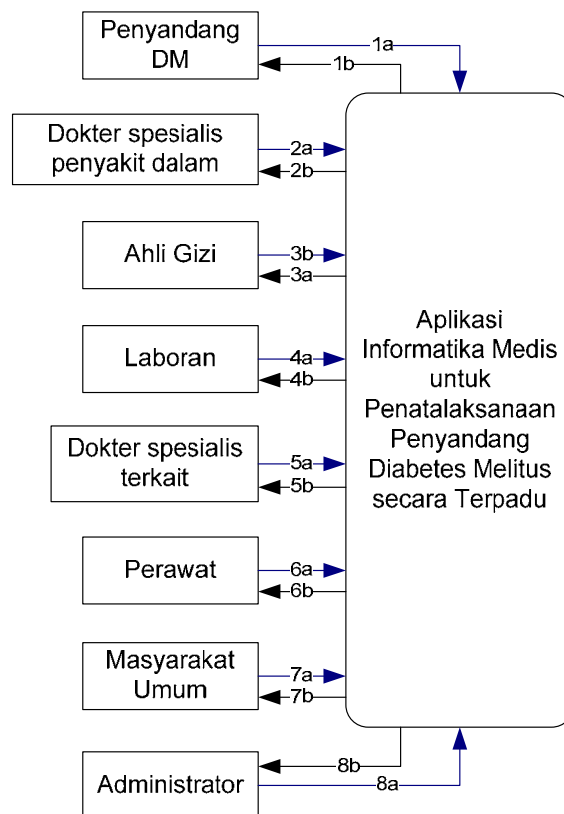 Penyandang
DM
1a
1b
Dokter spesialis
penyakit dalam
2a
2b
Ahli Gizi
3b
3a
Laboran
4a
4b
Dokter spesialis
terkait
5a
5b
Perawat
6a
6b
Masyarakat
Umum
7a
7b
Administrator
8b
8a
Aplikasi
Informatika Medis
untuk
Penatalaksanaan
Penyandang
Diabetes Melitus
secara Terpadu